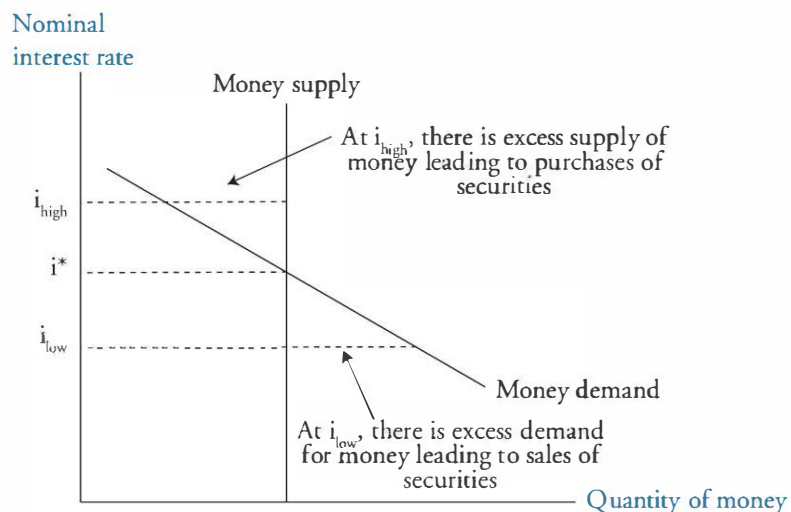 Nominal
interest rate
Money supply
At i_high, there is excess supply of
money leading to purchases of
securities
i_high
i*
i_low
Money demand
At i_low, there is excess demand
for money leading to sales of
securities
Quantity of money